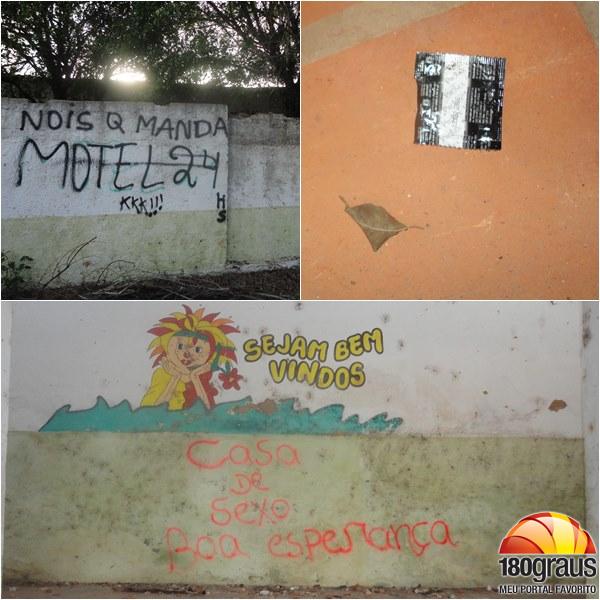 NOIS Q MANDA
MOTEL 24
KKK!!!
HS
SEJAM BEM
VINDOS
Casa
De
Sexo
Boa esperança
180graus
MEU PORTAL FAVORITO